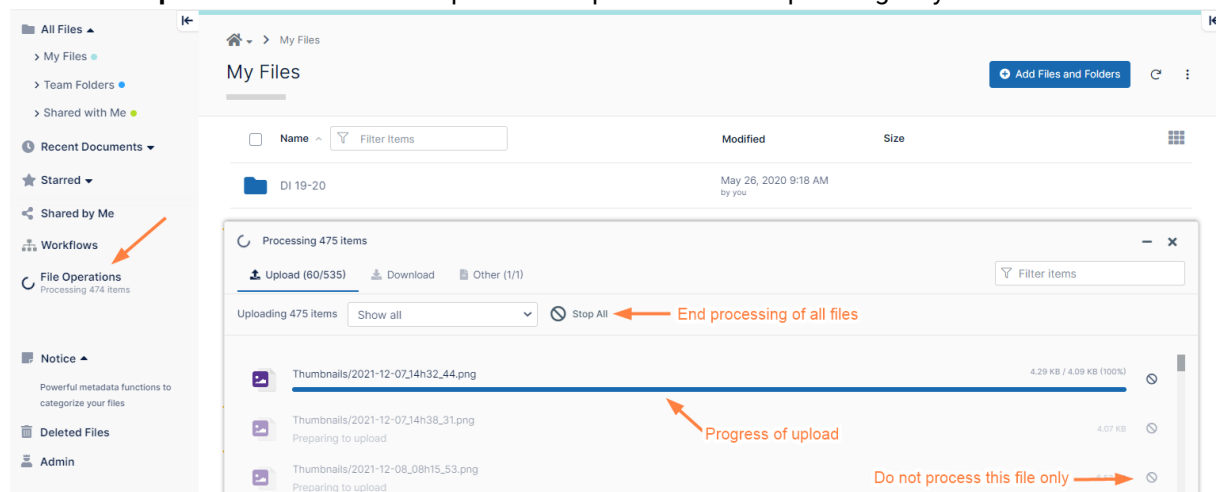 All Files
My Files
Team Folders
Shared with Me
Recent Documents
Starred
Shared by Me
Workflows
File Operations
Processing 474 items
Notice
Powerful metadata functions to
categorize your files
Deleted Files
Admin
My Files
My Files
Add Files and Folders
Name Filter Items Modified Size
DI 19-20 May 26, 2020 9:18 AM
by you
Processing 475 items
Upload (60/535) Download Other (1/1) Filter items
Uploading 475 items Show all Stop All End processing of all files
Thumbnails/2021-12-07_14h32_44.png 4.29 KB / 4.09 KB (100%)
Thumbnails/2021-12-07_14h38_31.png
Preparing to upload 4.07 KB
Progress of upload
Thumbnails/2021-12-08_08h15_53.png
Preparing to upload
Do not process this file only